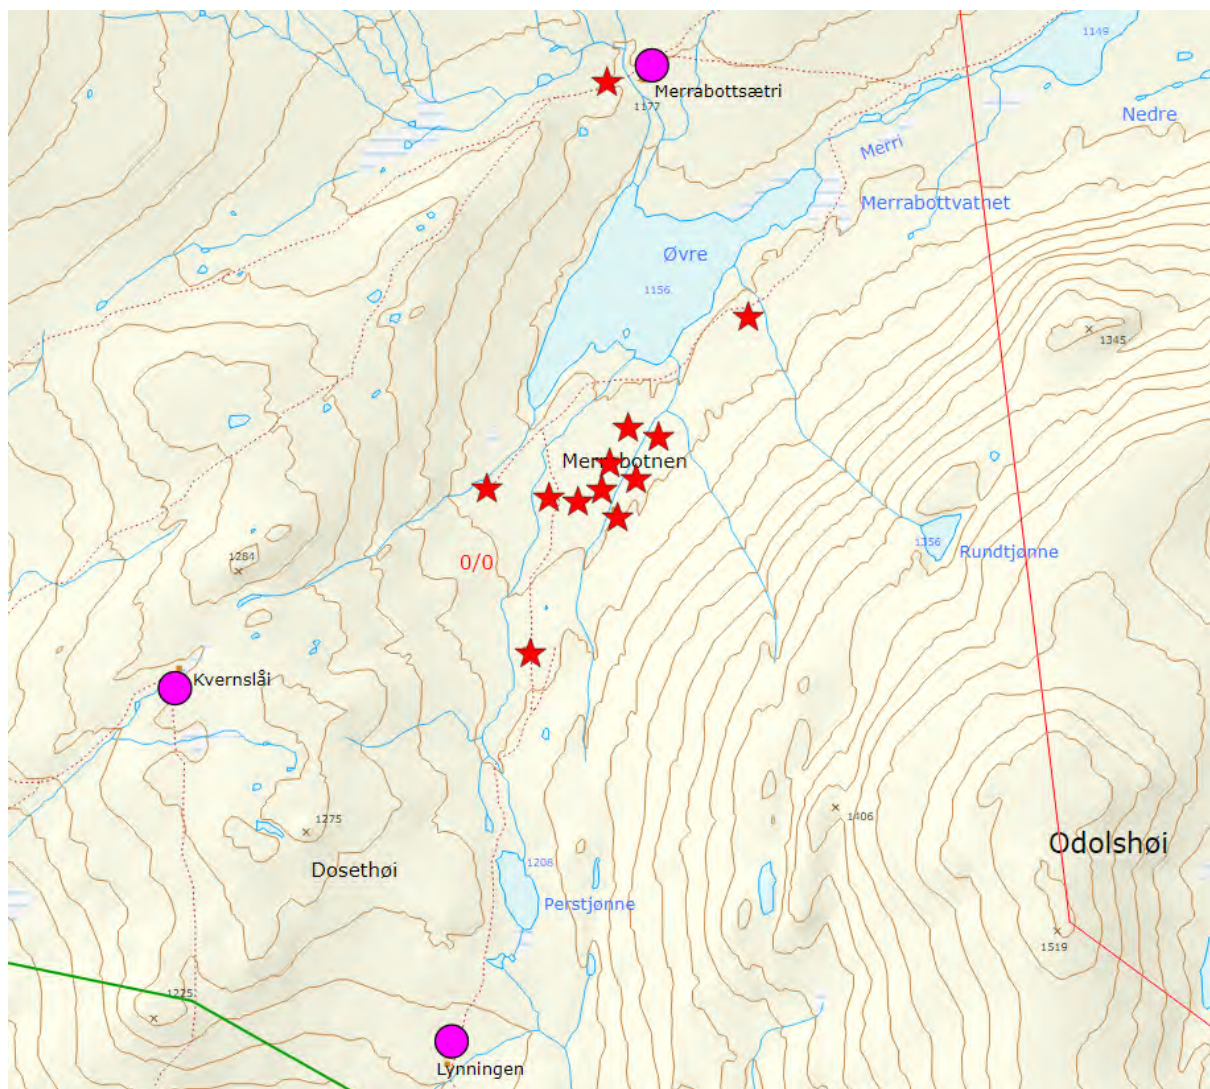 1149
Merrabottsætri
1177
Nedre
Merri
Merrabottvatnet
Øvre
1156
1345
Merrabotnen
1284
0/0
1356
Rundtjønne
Kvernslåi
1275
1406
Odolshøi
Dosethøi
1208
Perstjønne
1519
1225
Lynningen